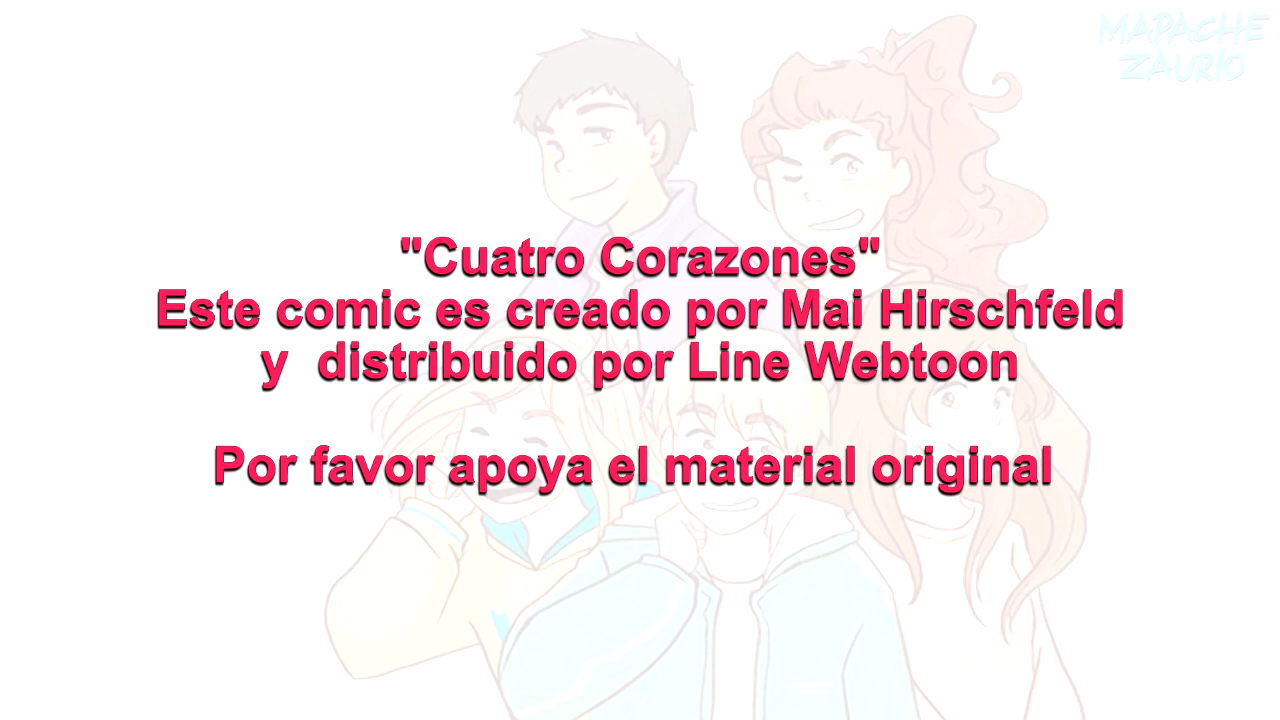 MAPACHE
ZAURIO
"Cuatro Corazones"
Este comic es creado por Mai Hirschfeld
y  distribuido por Line Webtoon
Por favor apoya el material original